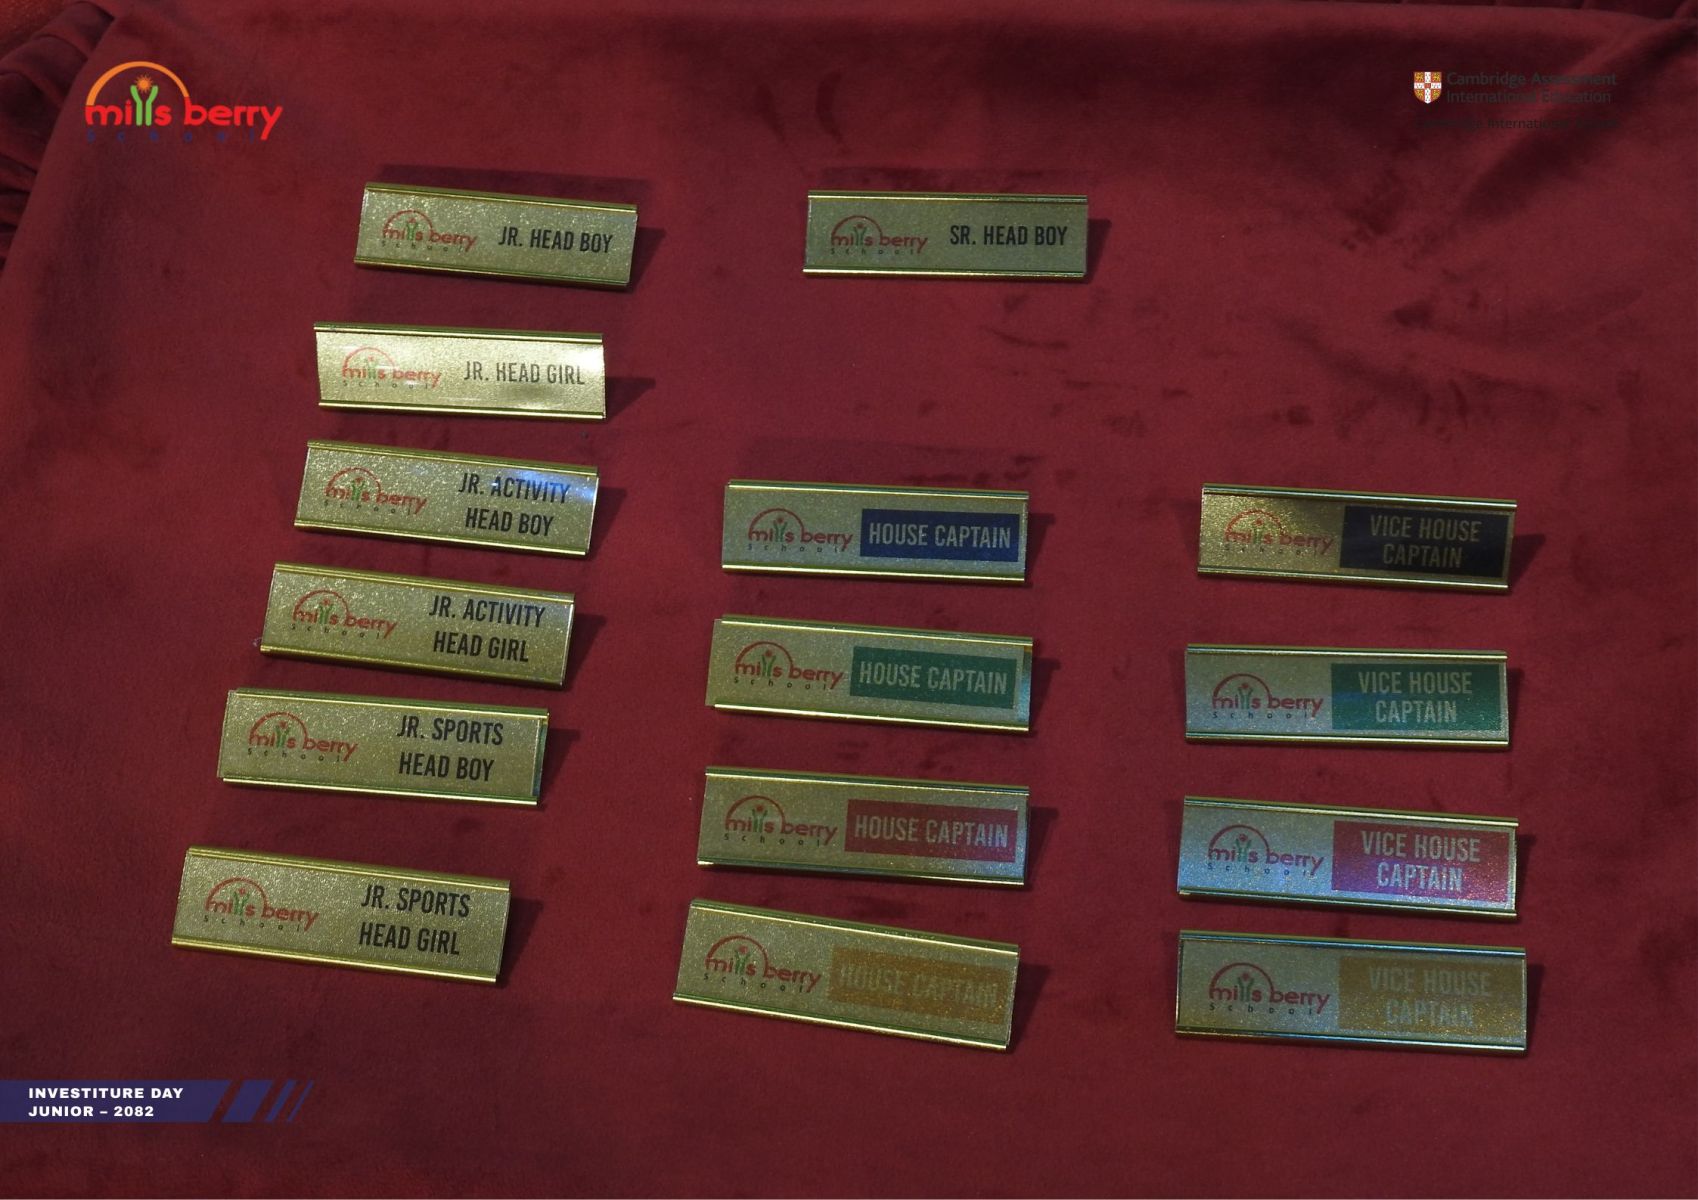 mills berry
School
Cambridge Assessment
International Education
Cambridge International School
mills berry
School
JR. HEAD BOY
mills berry
School
SR. HEAD BOY
mills berry
School
JR. HEAD GIRL
mills berry
School
JR. ACTIVITY
HEAD BOY
mills berry
School
HOUSE CAPTAIN
mills berry
School
VICE HOUSE
CAPTAIN
mills berry
School
JR. ACTIVITY
HEAD GIRL
mills berry
School
HOUSE CAPTAIN
mills berry
School
VICE HOUSE
CAPTAIN
mills berry
School
JR. SPORTS
HEAD BOY
mills berry
School
HOUSE CAPTAIN
mills berry
School
VICE HOUSE
CAPTAIN
mills berry
School
JR. SPORTS
HEAD GIRL
mills berry
School
HOUSE CAPTAIN
mills berry
School
VICE HOUSE
CAPTAIN
INVESTITURE DAY
JUNIOR – 2082